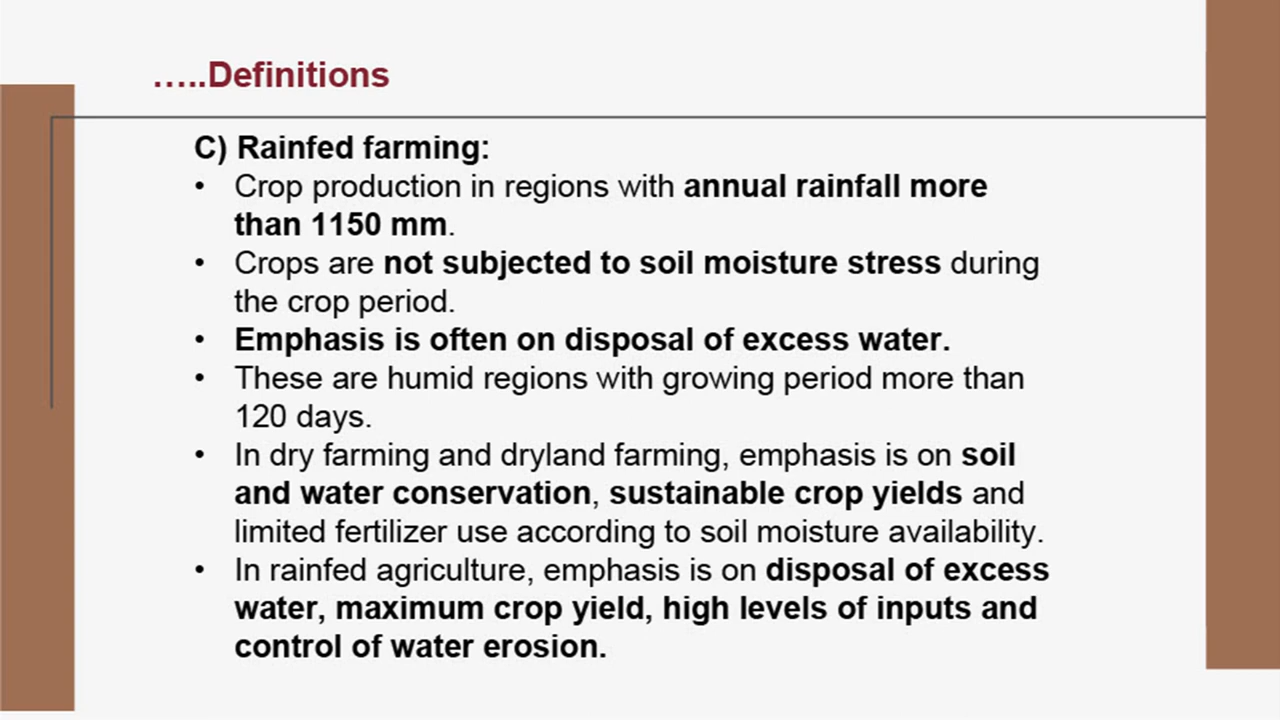 …..Definitions
C) Rainfed farming:
• Crop production in regions with annual rainfall more
than 1150 mm.
• Crops are not subjected to soil moisture stress during
the crop period.
• Emphasis is often on disposal of excess water.
• These are humid regions with growing period more than
120 days.
• In dry farming and dryland farming, emphasis is on soil
and water conservation, sustainable crop yields and
limited fertilizer use according to soil moisture availability.
• In rainfed agriculture, emphasis is on disposal of excess
water, maximum crop yield, high levels of inputs and
control of water erosion.